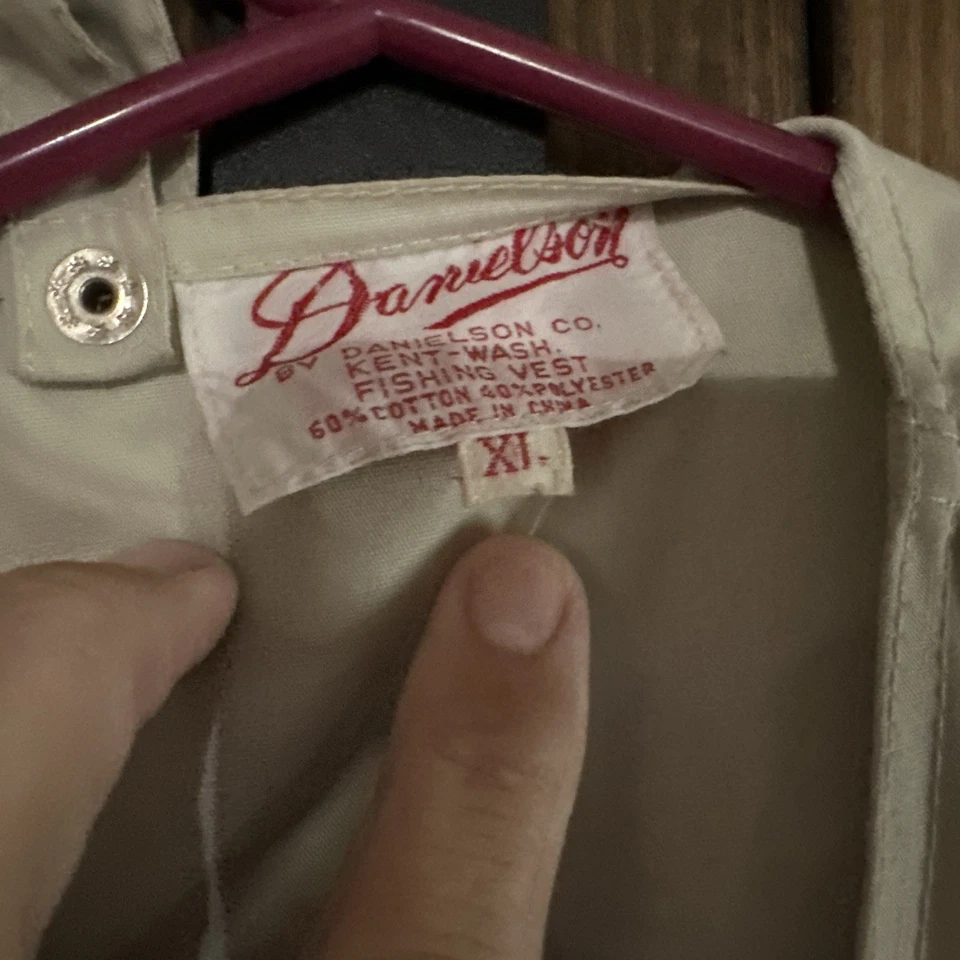 Danielson
BY DANIELSON CO.
KENT-WASH.
FISHING VEST
60% COTTON 40% POLYESTER
MADE IN CHINA
XL